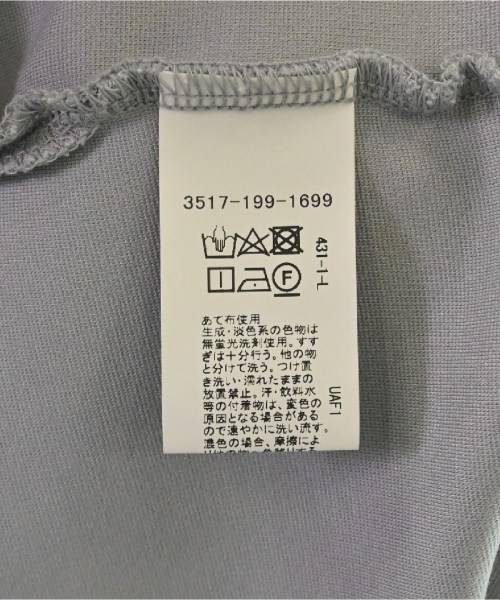 3517-199-1699
431-1-L
F
あて布使用
生成・淡色系の色物は
無蛍光洗剤使用。すす
ぎは十分行う。他の物
と分けて洗う。つけ置
き洗い・濡れたままの
放置禁止。汗・飲料水
等の付着物は、変色の
原因となる場合がある
ので速やかに洗い流す。
濃色の場合、摩擦によ
UAF1